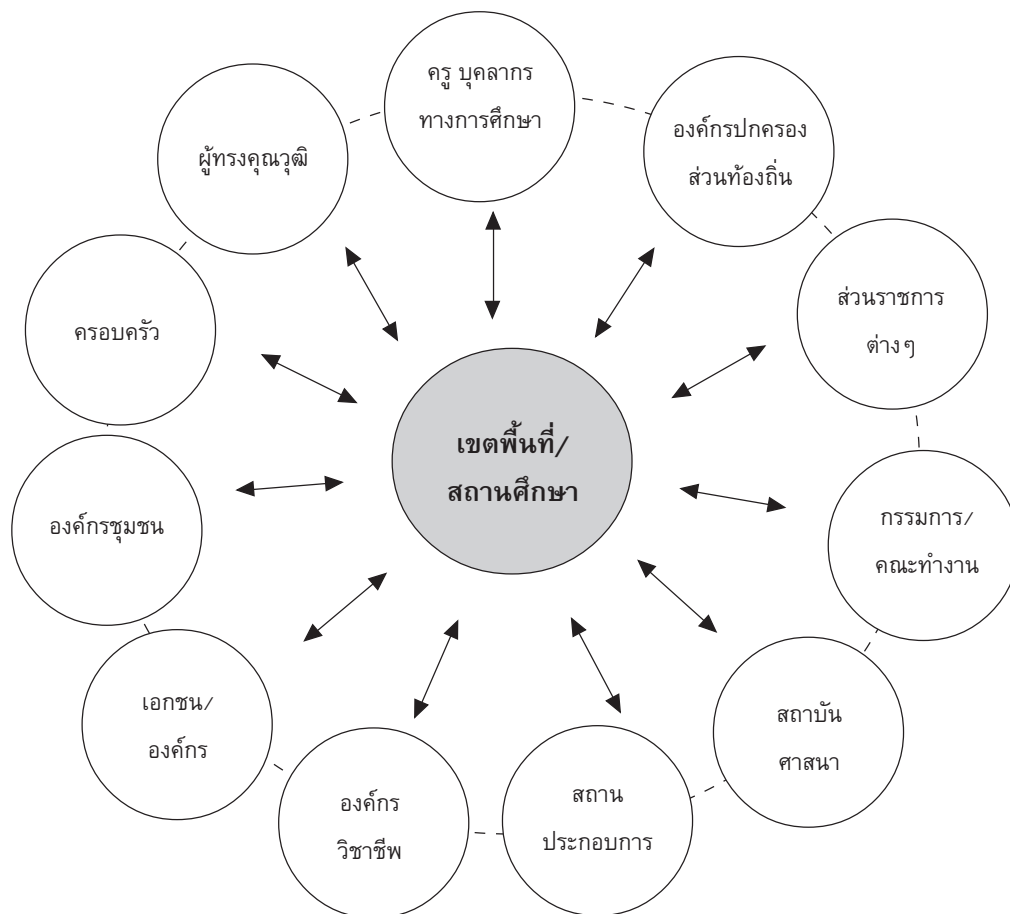 ครู บุคลากร
ทางการศึกษา
องค์กรปกครอง
ส่วนท้องถิ่น
ส่วนราชการ
ต่างๆ
กรรมการ/
คณะทำงาน
สถาบัน
ศาสนา
สถาน
ประกอบการ
องค์กร
วิชาชีพ
เอกชน/
องค์กร
องค์กรชุมชน
ครอบครัว
ผู้ทรงคุณวุฒิ
เขตพื้นที่/
สถานศึกษา